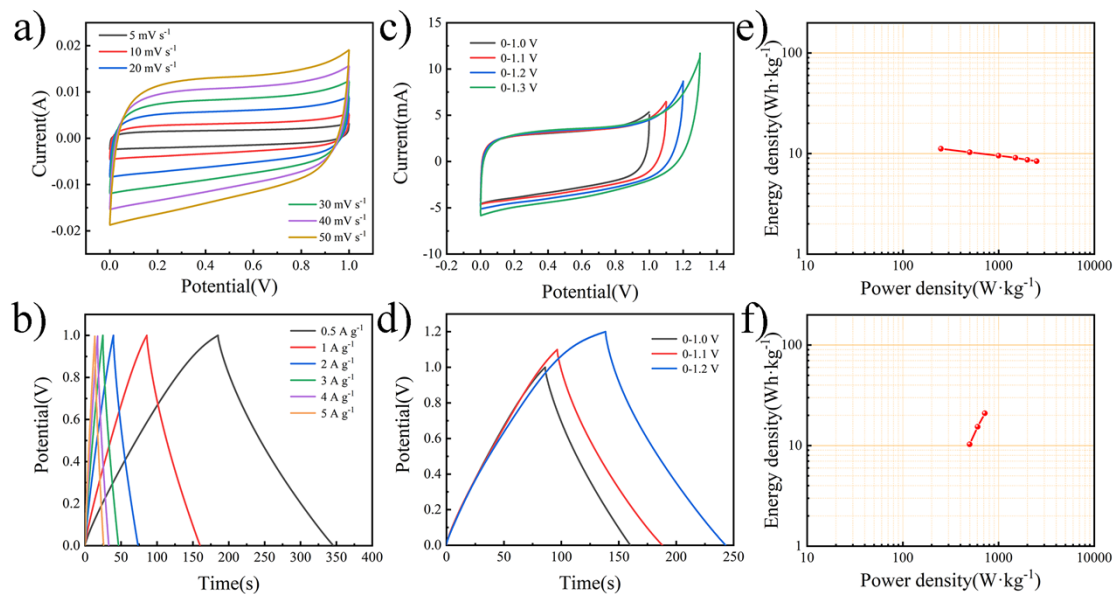 a)
5 mV s⁻¹
10 mV s⁻¹
20 mV s⁻¹
30 mV s⁻¹
40 mV s⁻¹
50 mV s⁻¹
Current(A)
0.02
0.01
0.00
-0.01
-0.02
0.0 0.2 0.4 0.6 0.8 1.0
Potential(V)
c)
0-1.0 V
0-1.1 V
0-1.2 V
0-1.3 V
Current(mA)
15
10
5
0
-5
-10
-0.2 0.0 0.2 0.4 0.6 0.8 1.0 1.2 1.4
Potential(V)
e)
Energy density(Wh·kg⁻¹)
100
10
1
10 100 1000 10000
Power density(W·kg⁻¹)
b)
0.5 A g⁻¹
1 A g⁻¹
2 A g⁻¹
3 A g⁻¹
4 A g⁻¹
5 A g⁻¹
Potential(V)
1.0
0.8
0.6
0.4
0.2
0.0
0 50 100 150 200 250 300 350 400
Time(s)
d)
0-1.0 V
0-1.1 V
0-1.2 V
Potential(V)
1.2
1.0
0.8
0.6
0.4
0.2
0.0
0 50 100 150 200 250
Time(s)
f)
Energy density(Wh·kg⁻¹)
100
10
1
10 100 1000 10000
Power density(W·kg⁻¹)